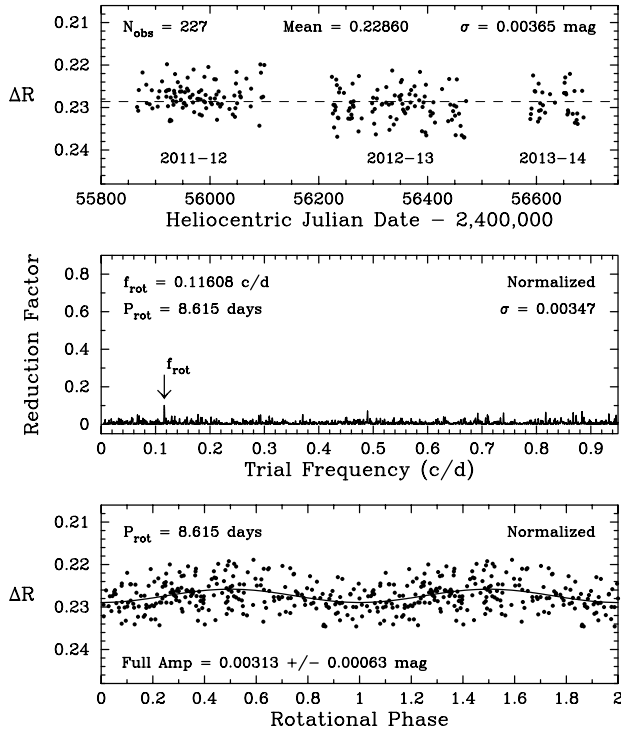 0.21
N_obs = 227 Mean = 0.22860 σ = 0.00365 mag
0.22
ΔR
0.23
0.24
2011-12 2012-13 2013-14
55800 56000 56200 56400 56600
Heliocentric Julian Date - 2,400,000
Reduction Factor
0.8
f_rot = 0.11608 c/d Normalized
0.6
P_rot = 8.615 days σ = 0.00347
0.4
f_rot
0.2
0
0 0.1 0.2 0.3 0.4 0.5 0.6 0.7 0.8 0.9
Trial Frequency (c/d)
0.21
P_rot = 8.615 days Normalized
0.22
ΔR
0.23
0.24
Full Amp = 0.00313 +/- 0.00063 mag
0 0.2 0.4 0.6 0.8 1 1.2 1.4 1.6 1.8 2
Rotational Phase